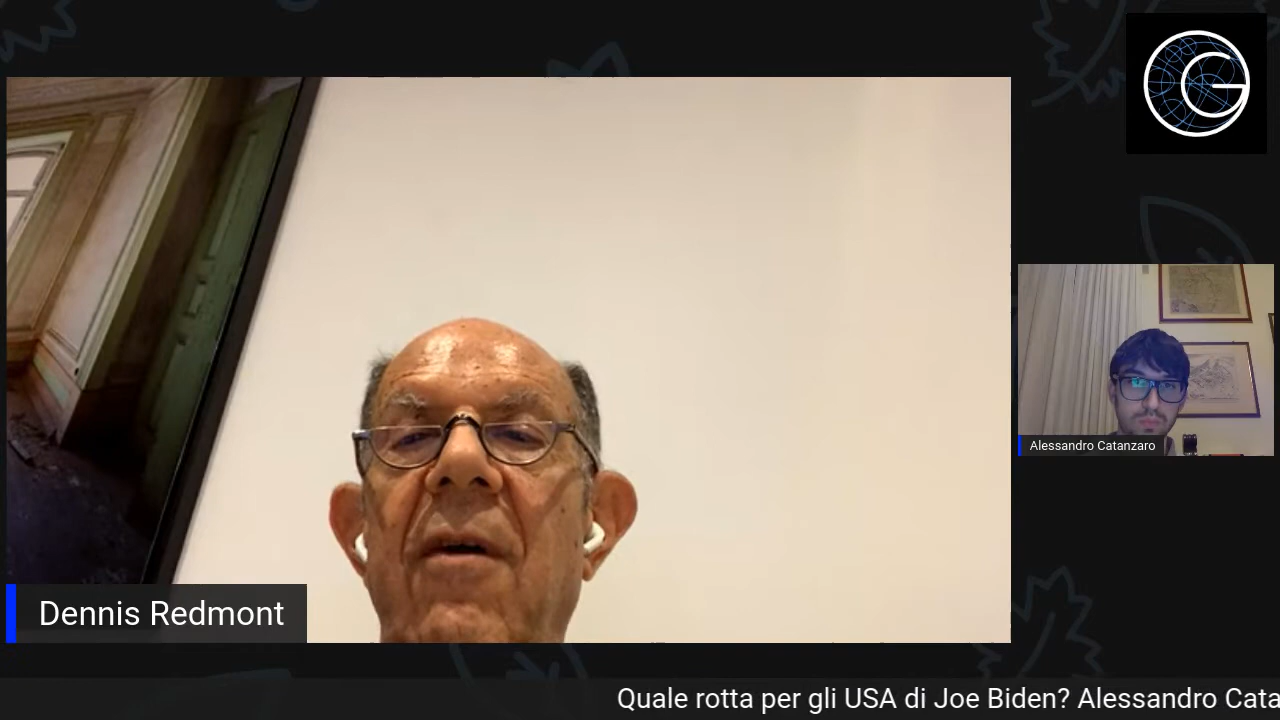 Alessandro Catanzaro
Dennis Redmont
Quale rotta per gli USA di Joe Biden? Alessandro Cata